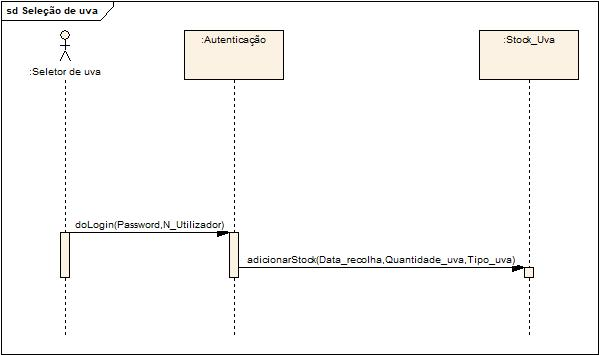 sd Seleção de uva
:Seletor de uva
:Autenticação
:Stock_Uva
doLogin(Password,N_Utilizador)
adicionarStock(Data_recolha,Quantidade_uva,Tipo_uva)